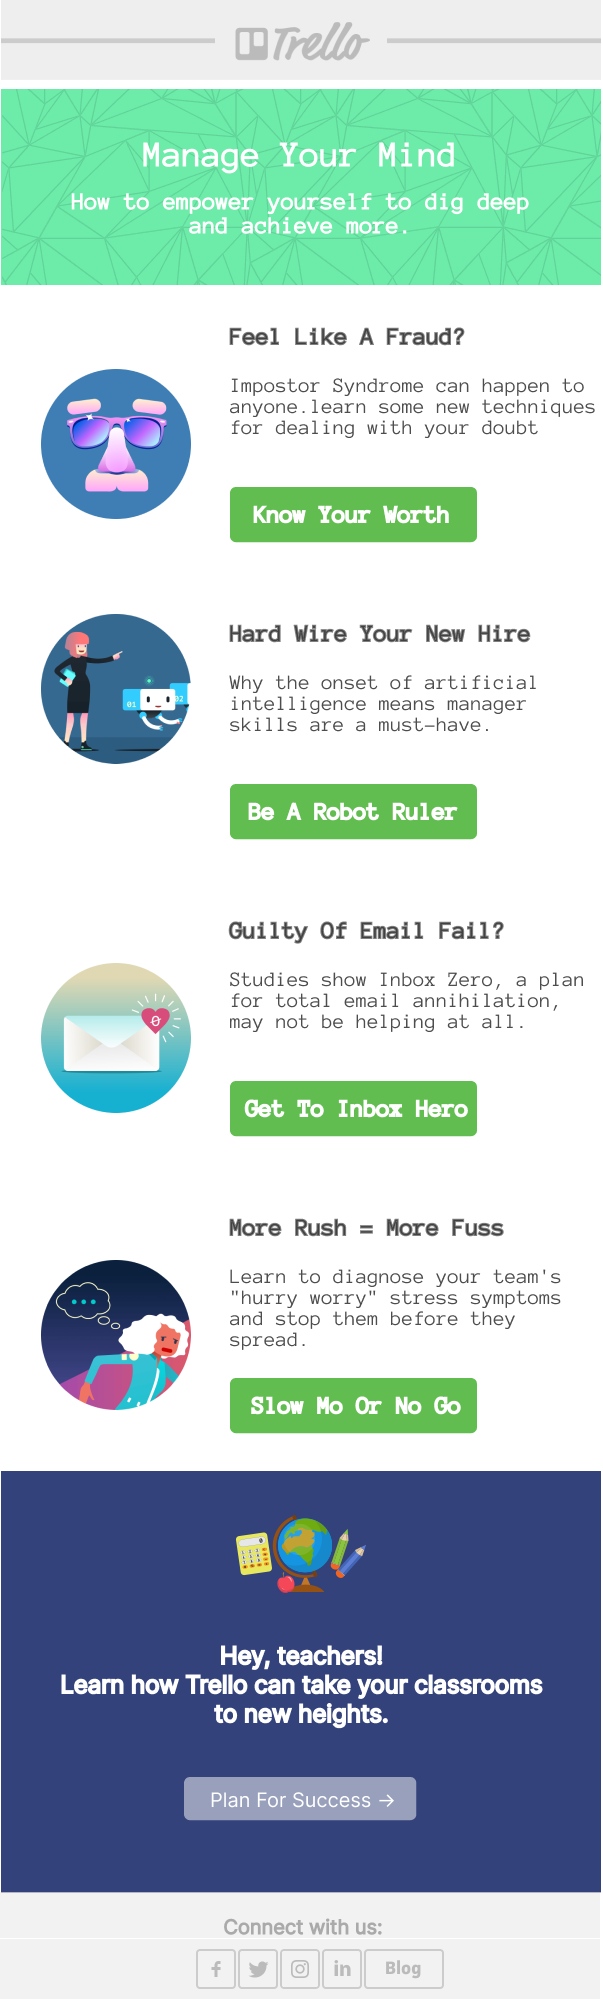 Trello
Manage Your Mind
How to empower yourself to dig deep
and achieve more.
Feel Like A Fraud?
Impostor Syndrome can happen to
anyone.learn some new techniques
for dealing with your doubt
Know Your Worth
Hard Wire Your New Hire
Why the onset of artificial
intelligence means manager
skills are a must-have.
01
02
Be A Robot Ruler
Guilty Of Email Fail?
Studies show Inbox Zero, a plan
for total email annihilation,
may not be helping at all.
0
Get To Inbox Hero
More Rush = More Fuss
Learn to diagnose your team's
"hurry worry" stress symptoms
and stop them before they
spread.
Slow Mo Or No Go
Hey, teachers!
Learn how Trello can take your classrooms
to new heights.
Plan For Success →
Connect with us:
Blog